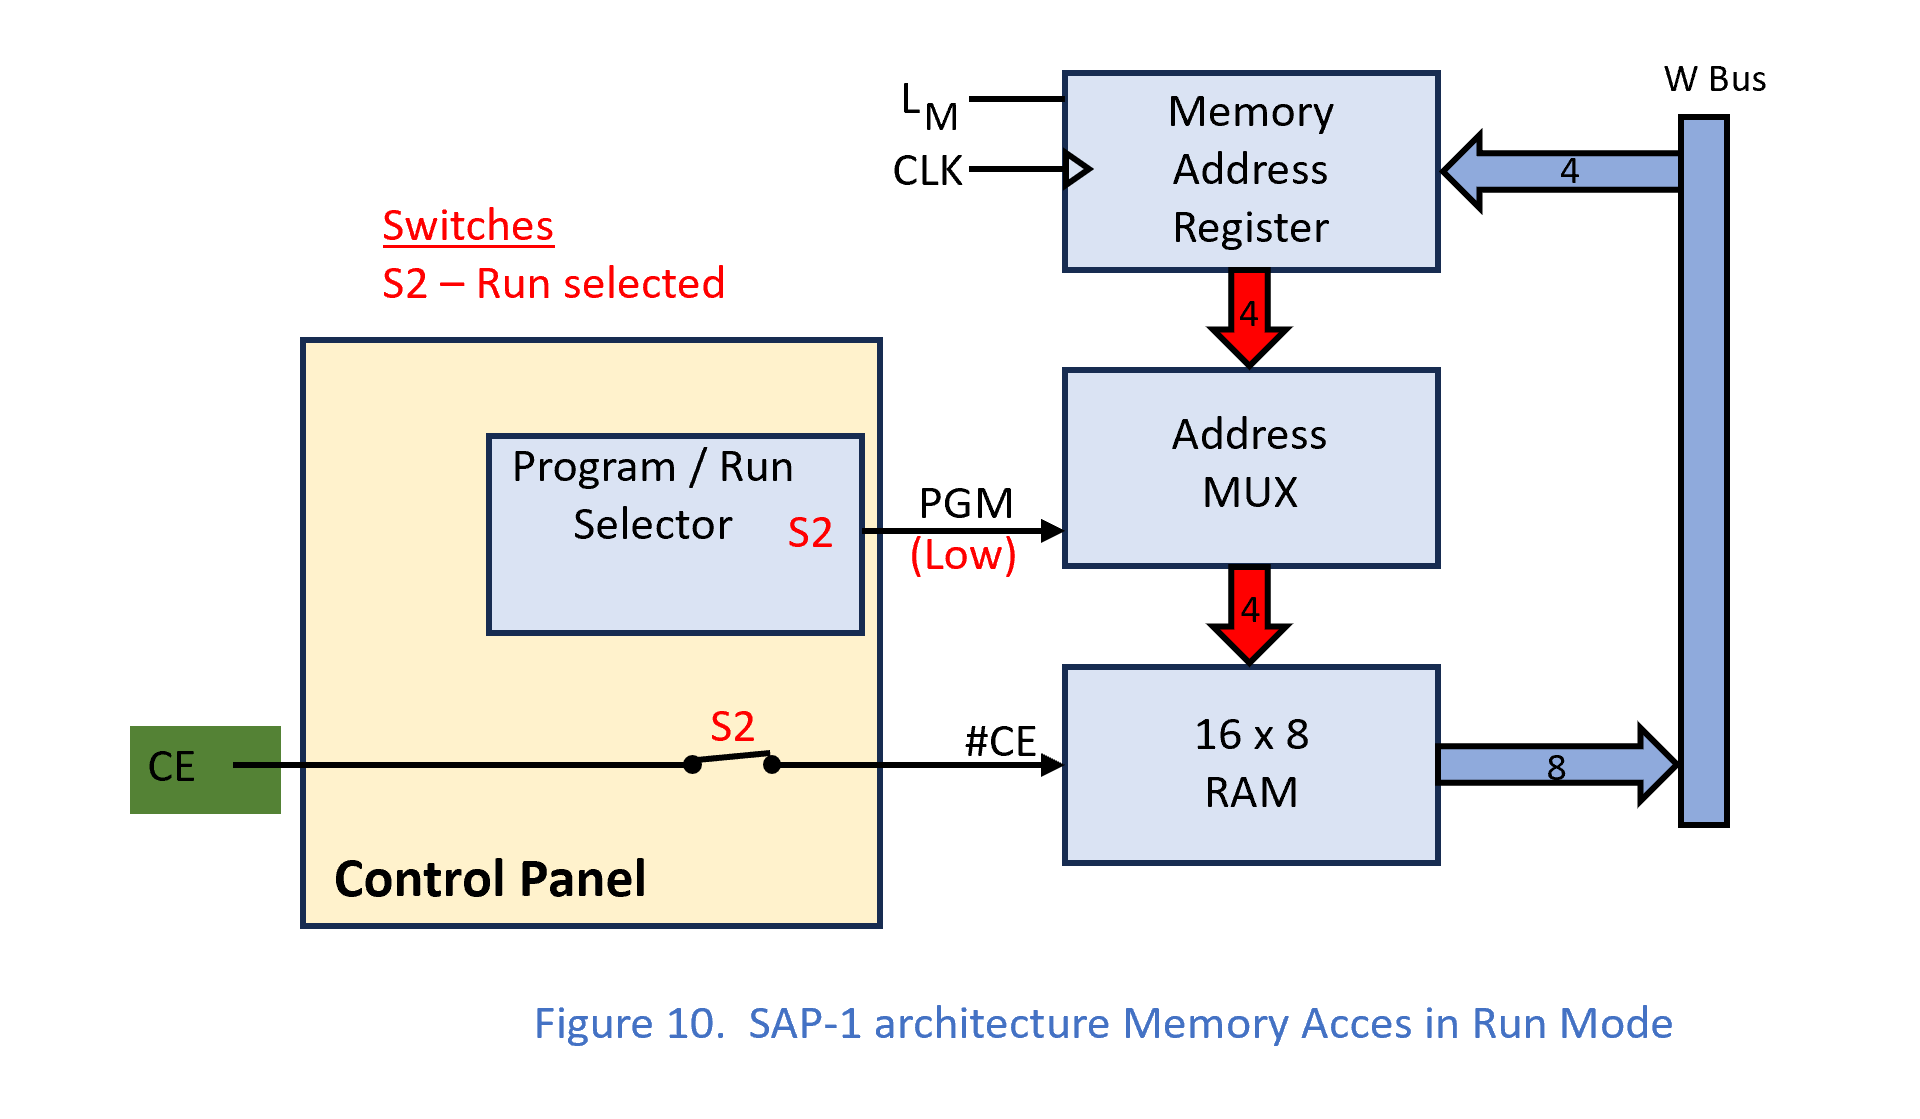 W Bus
L M
CLK
Memory
Address
Register
4
Switches
S2 – Run selected
4
Address
MUX
Program / Run
Selector
S2
PGM
(Low)
4
CE
S2
#CE
16 x 8
RAM
8
Control Panel
Figure 10.  SAP-1 architecture Memory Acces in Run Mode